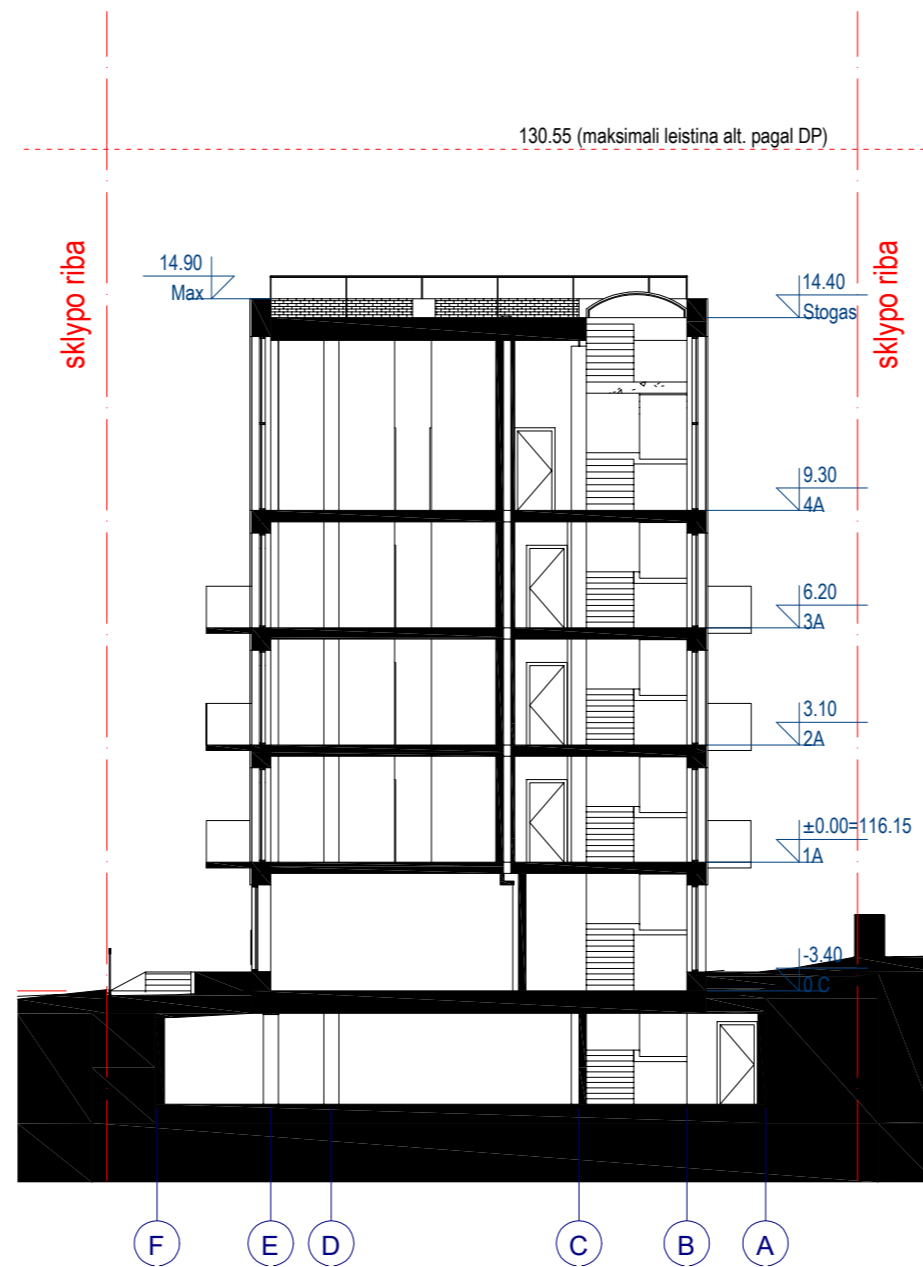 130.55 (maksimali leistina alt. pagal DP)
sklypo riba
sklypo riba
14.90
Max
14.40
Stogas
9.30
4A
6.20
3A
3.10
2A
±0.00=116.15
1A
-3.40
0 C
F E D C B A